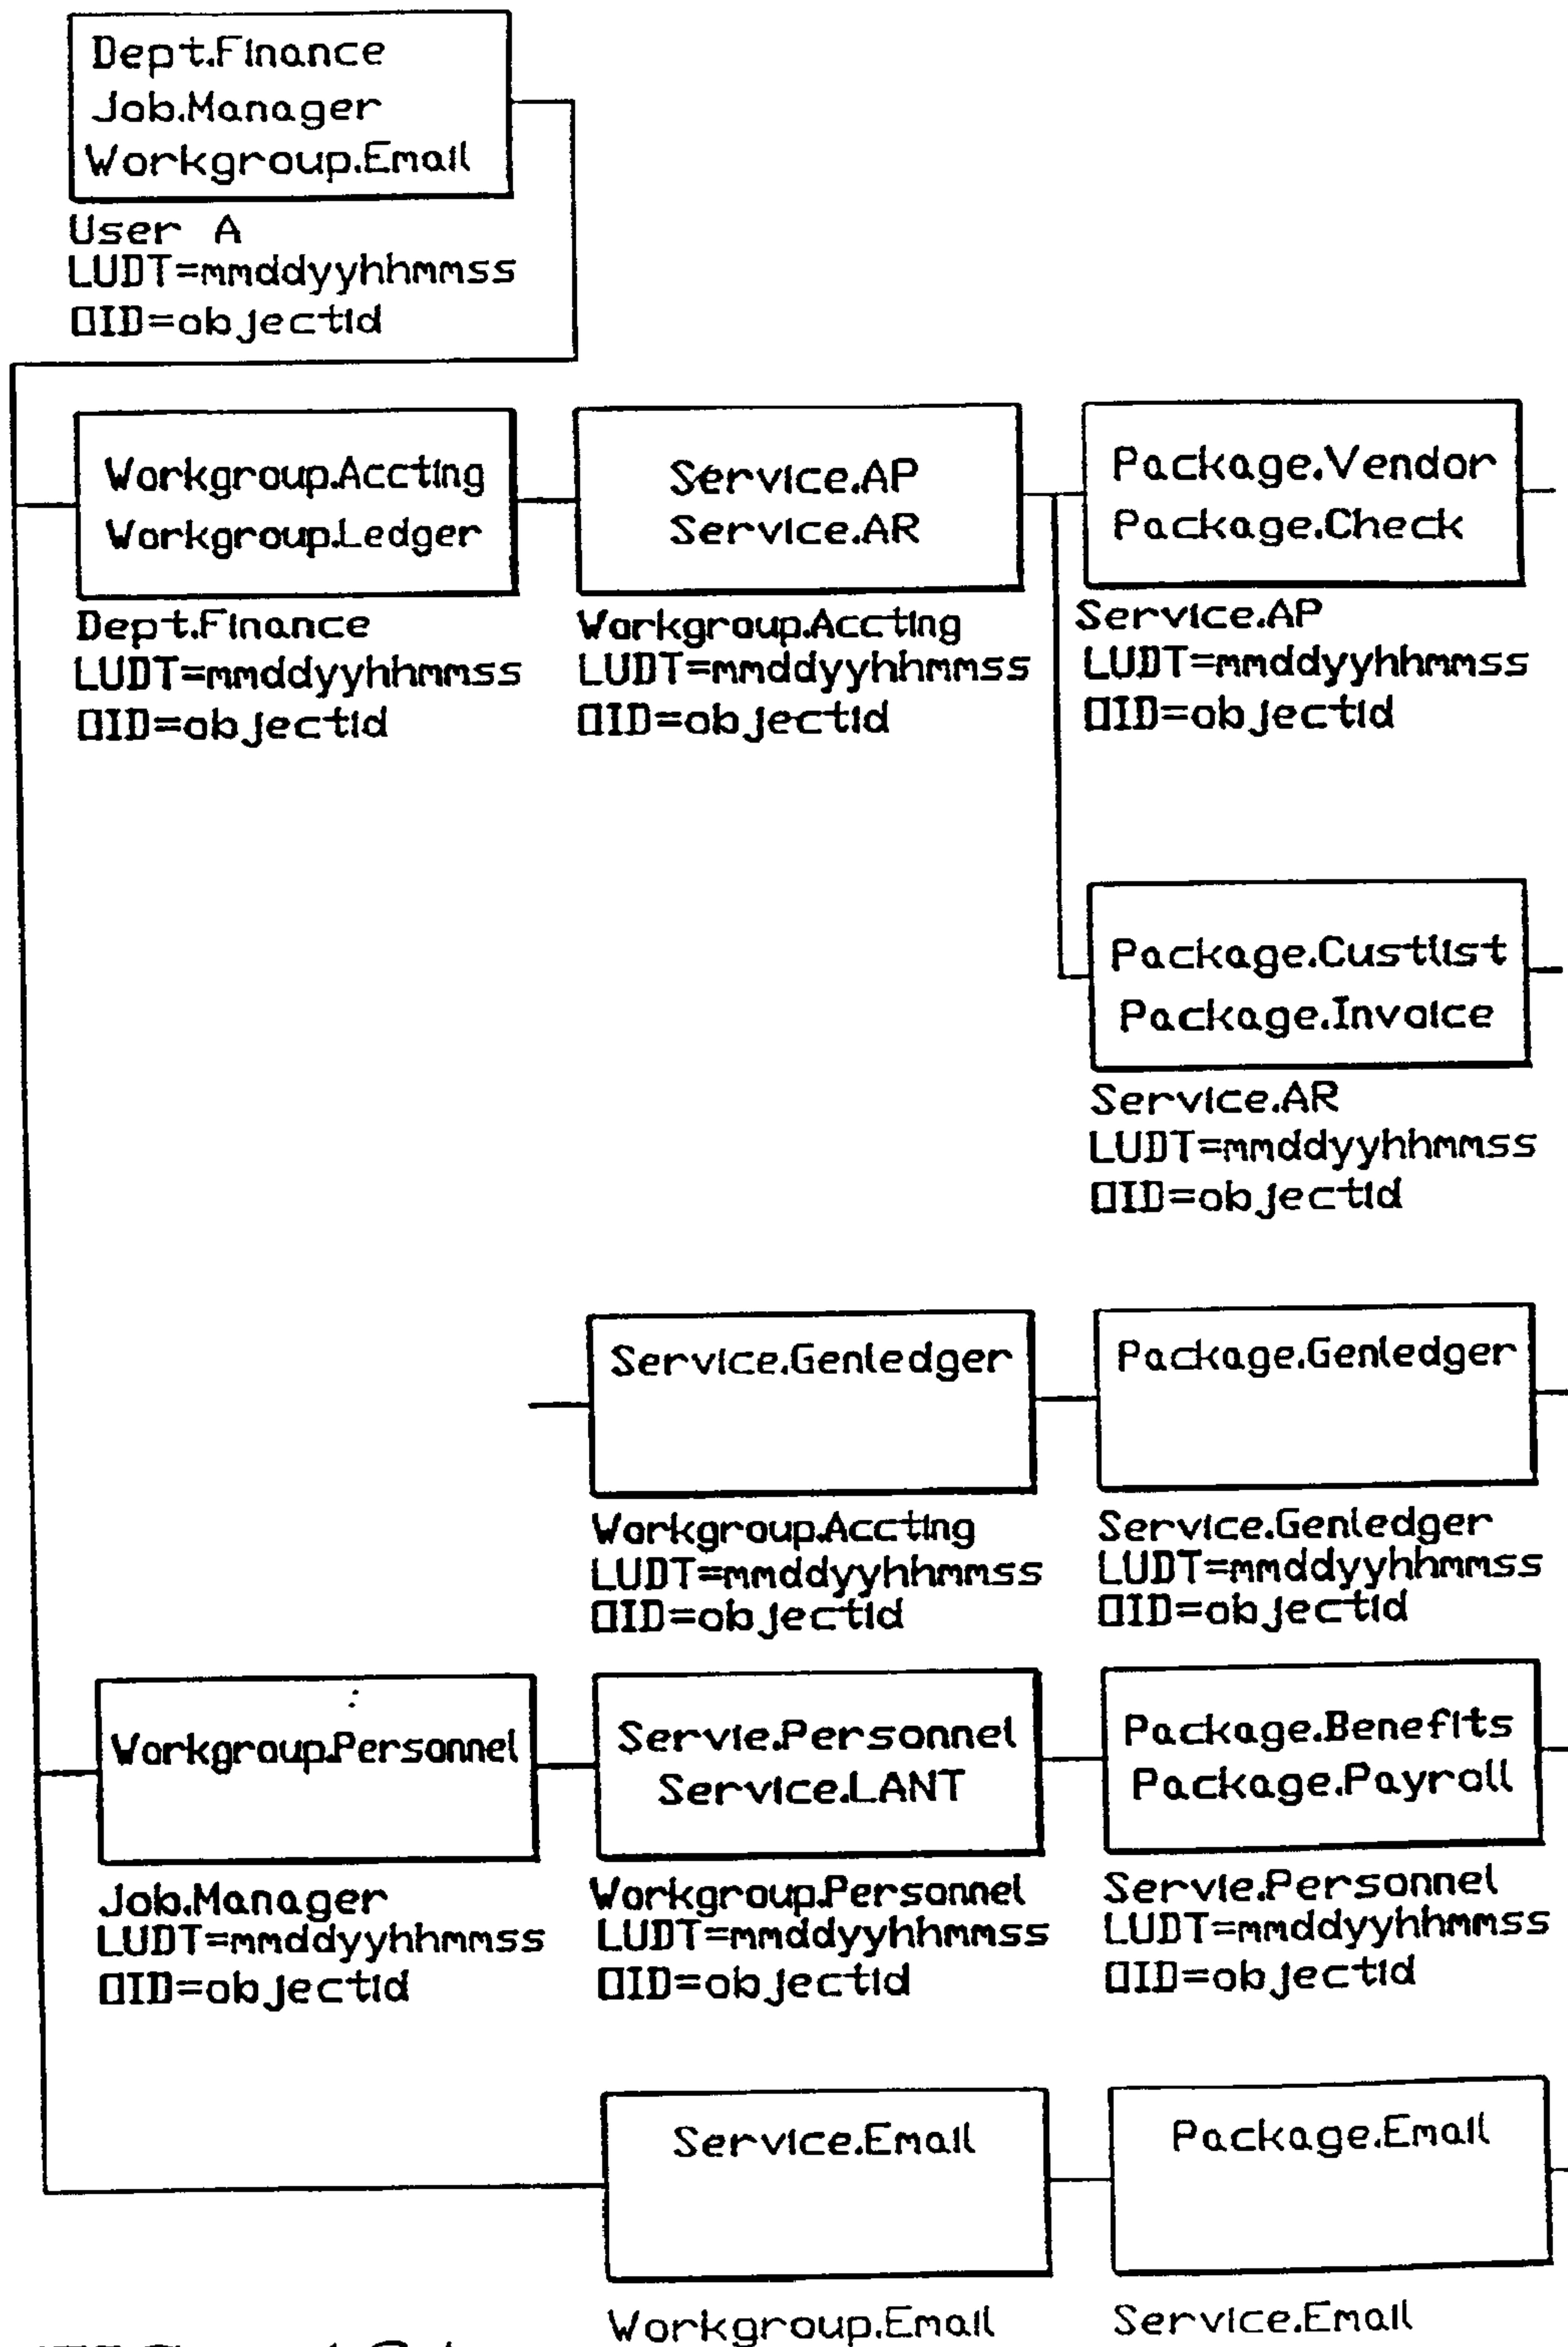 Dept.Finance
Job.Manager
Workgroup.Email
User A
LUDT=mmddyyhhmmss
OID=objectid
Workgroup.Accting
Workgroup.Ledger
Dept.Finance
LUDT=mmddyyhhmmss
OID=objectid
Service.AP
Service.AR
Workgroup.Accting
LUDT=mmddyyhhmmss
OID=objectid
Package.Vendor
Package.Check
Service.AP
LUDT=mmddyyhhmmss
OID=objectid
Package.Custlist
Package.Invoice
Service.AR
LUDT=mmddyyhhmmss
OID=objectid
Service.Genledger
Workgroup.Accting
LUDT=mmddyyhhmmss
OID=objectid
Package.Genledger
Service.Genledger
LUDT=mmddyyhhmmss
OID=objectid
Workgroup.Personnel
Job.Manager
LUDT=mmddyyhhmmss
OID=objectid
Servie.Personnel
Service.LANT
Workgroup.Personnel
LUDT=mmddyyhhmmss
OID=objectid
Package.Benefits
Package.Payroll
Servie.Personnel
LUDT=mmddyyhhmmss
OID=objectid
Service.Email
Workgroup.Email
Package.Email
Service.Email